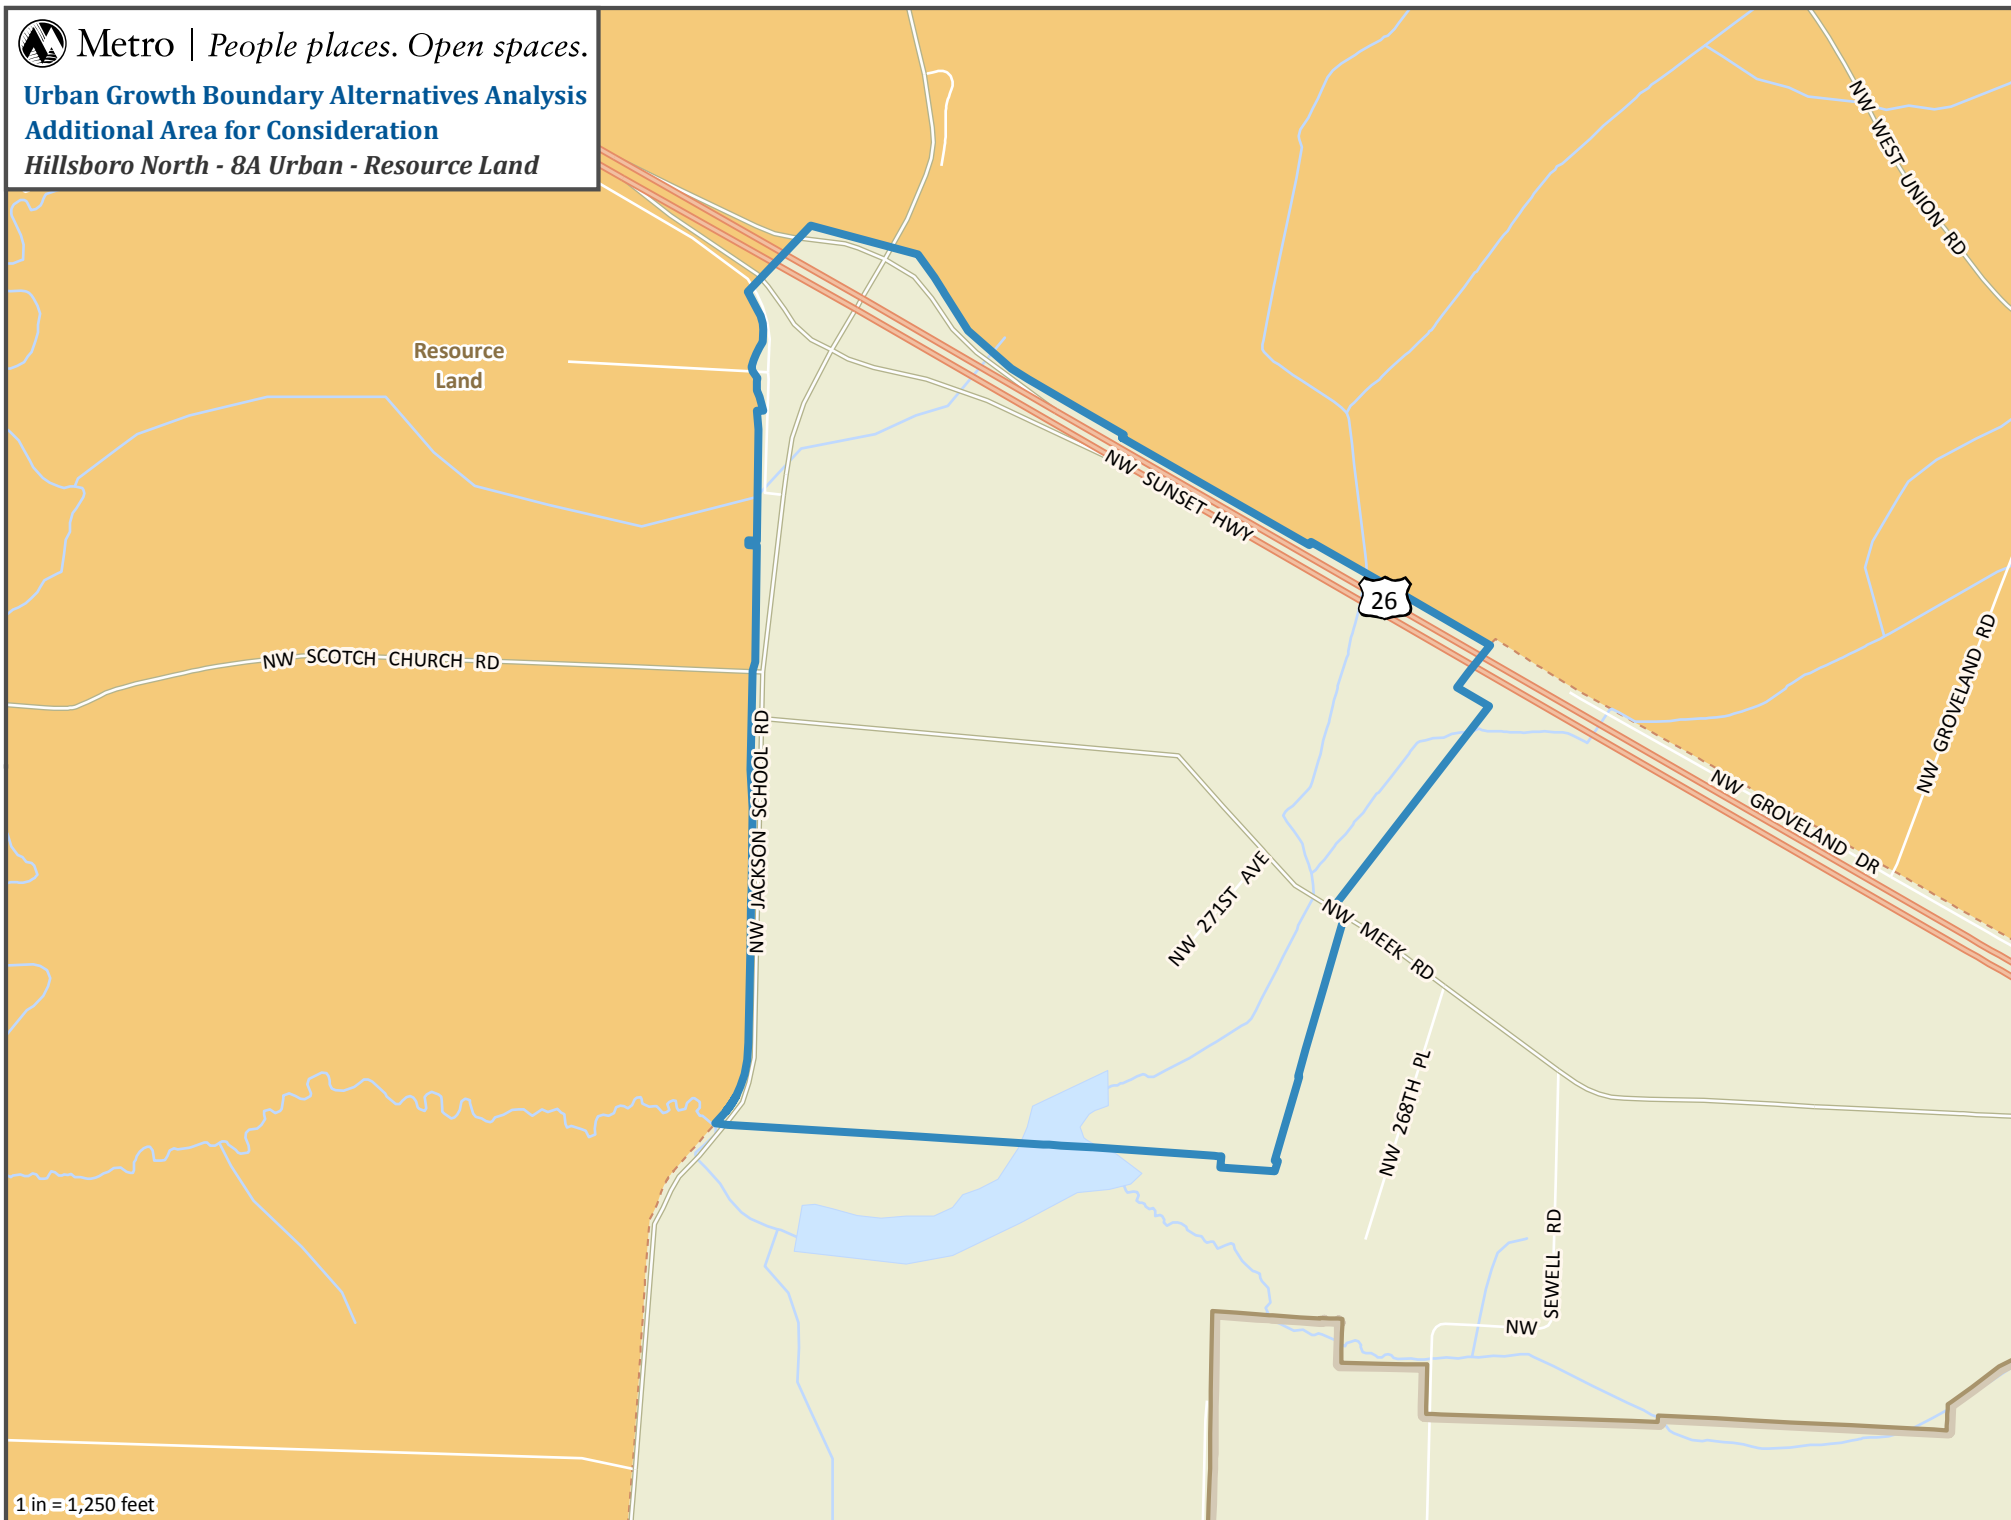 Metro | People places. Open spaces.
Urban Growth Boundary Alternatives Analysis
Additional Area for Consideration
Hillsboro North - 8A Urban - Resource Land
NW WEST UNION RD
Resource
Land
NW SUNSET HWY
26
NW SCOTCH CHURCH RD
NW GROVELAND RD
NW JACKSON SCHOOL RD
NW GROVELAND DR
NW 271ST AVE
NW MEEK RD
NW 268TH PL
NW SEWELL RD
1 in = 1,250 feet